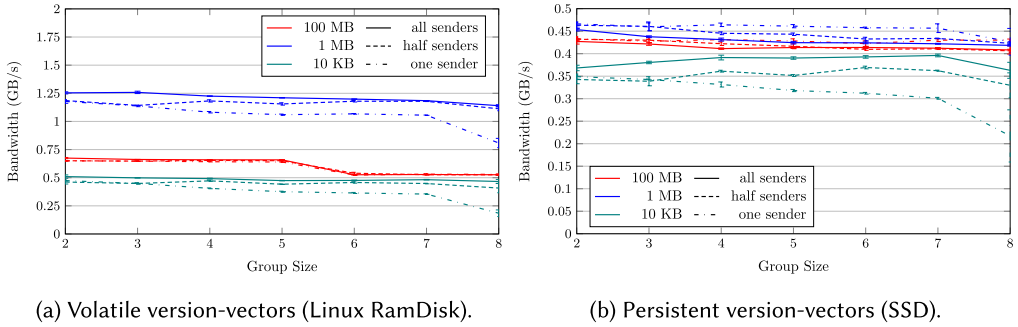 2
1.75
1.5
1.25
1
0.75
0.5
0.25
0
Bandwidth (GB/s)
100 MB all senders
1 MB half senders
10 KB one sender
2 3 4 5 6 7 8
Group Size
(a) Volatile version-vectors (Linux RamDisk).
0.5
0.45
0.4
0.35
0.3
0.25
0.2
0.15
0.1
0.05
0
Bandwidth (GB/s)
100 MB all senders
1 MB half senders
10 KB one sender
2 3 4 5 6 7 8
Group Size
(b) Persistent version-vectors (SSD).